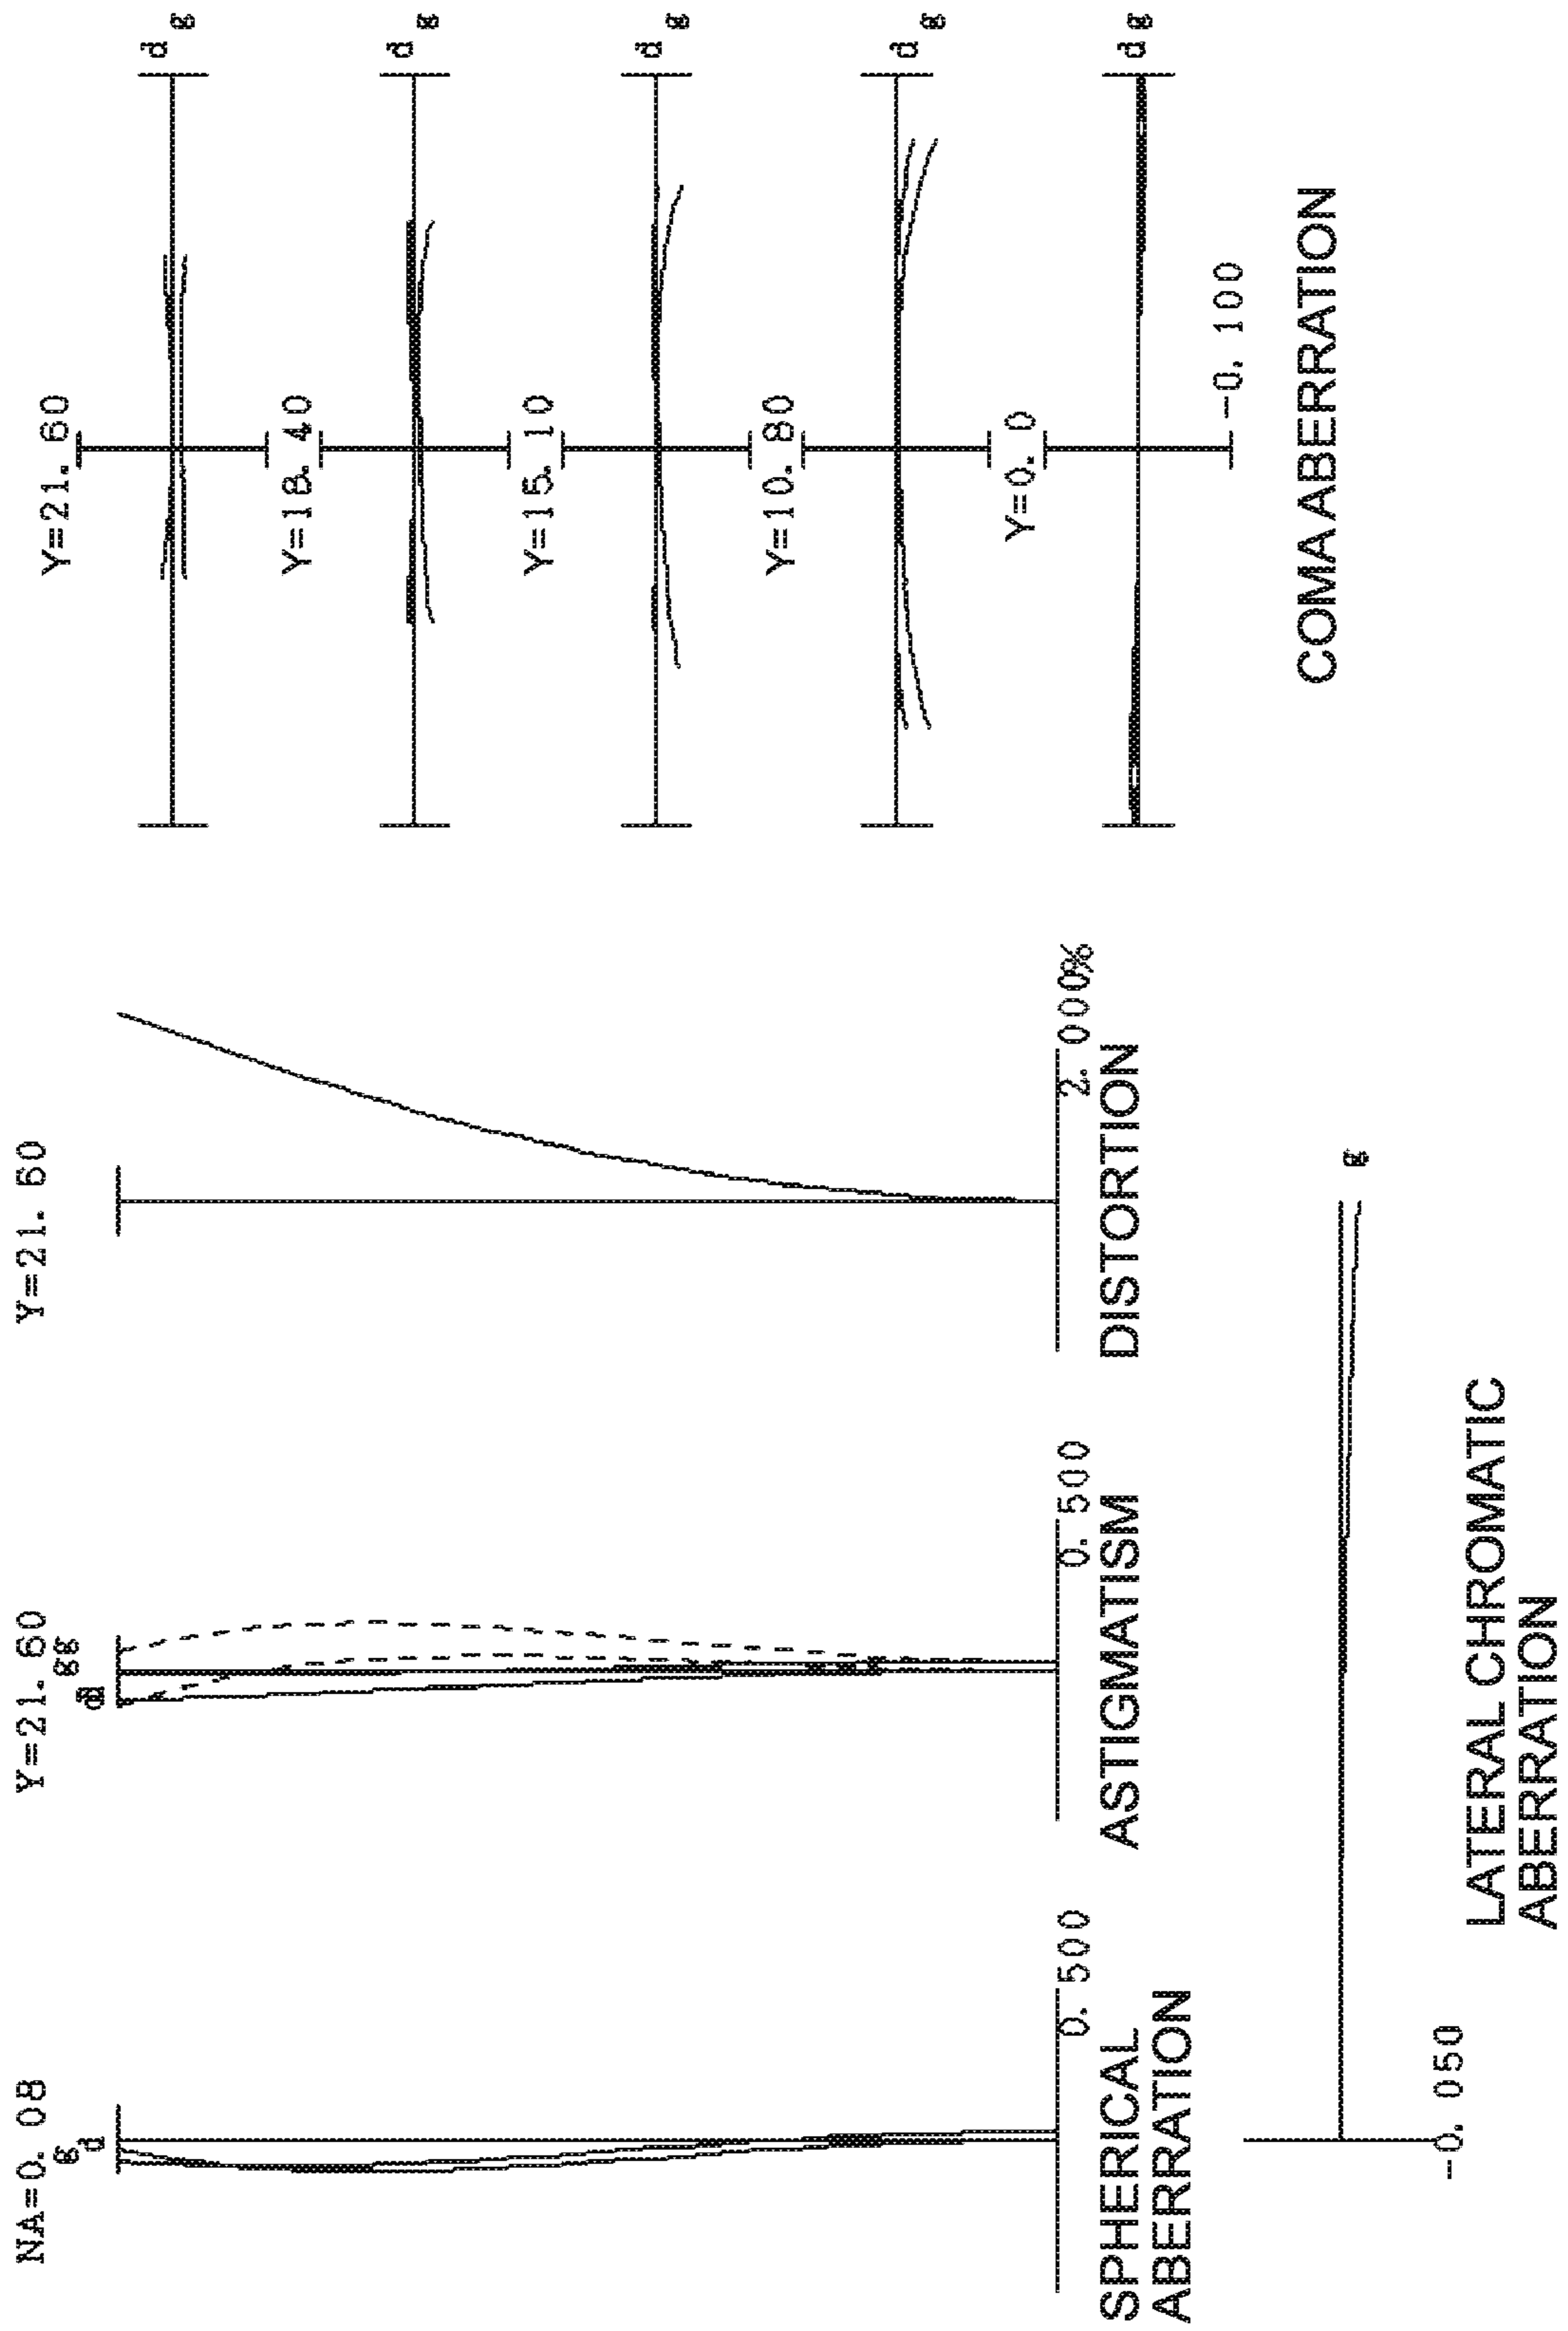 NA=0. 08
g
d
0. 500
SPHERICAL
ABERRATION
Y=21. 60
g g
d d
0. 500
ASTIGMATISM
Y=21. 60
2. 000%
DISTORTION
-0. 050
g
LATERAL CHROMATIC
ABERRATION
Y=21. 60
d
g
Y=18. 40
d
g
Y=15. 10
d
g
Y=10. 80
d
g
Y=0. 0
d
g
-0. 100
COMA ABERRATION